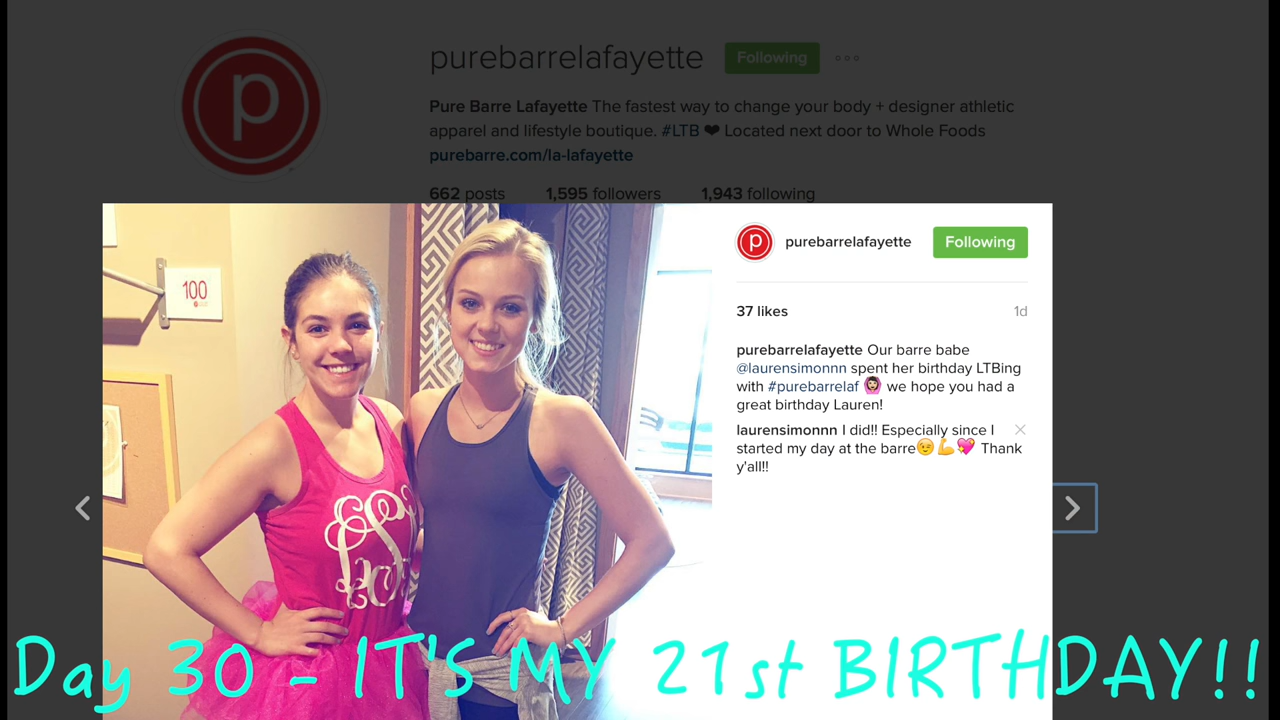 purebarrelafayette Following
Pure Barre Lafayette The fastest way to change your body + designer athletic
apparel and lifestyle boutique. #LTB ❤ Located next door to Whole Foods
purebarre.com/la-lafayette
662 posts 1,595 followers 1,943 following
p
100
p
purebarrelafayette Following
37 likes 1d
purebarrelafayette Our barre babe
@laurensimonnn spent her birthday LTBing
with #purebarrelaf 🙆🏻 we hope you had a
great birthday Lauren!
laurensimonnn I did!! Especially since I
started my day at the barre😉💪💖 Thank
y'all!!
Day 30 - IT'S MY 21st BIRTHDAY!!